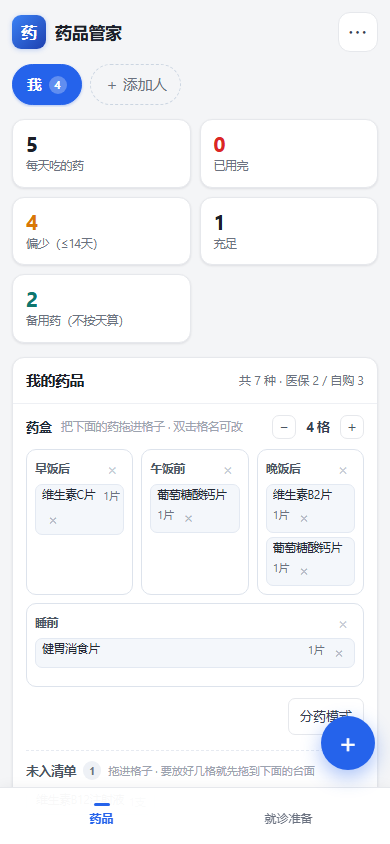 药 药品管家 ···
我 4 + 添加人
5
每天吃的药
0
已用完
4
偏少（≤14天）
1
充足
2
备用药（不按天算）
我的药品 共 7 种 · 医保 2 / 自购 3
药盒 把下面的药拖进格子 · 双击格名可改 − 4 格 +
早饭后 ×
维生素C片 1片 ×
午饭前 ×
葡萄糖酸钙片 1片 ×
晚饭后 ×
维生素B2片 1片 ×
葡萄糖酸钙片 1片 ×
睡前 ×
健胃消食片 1片 ×
分药模式
+
未入清单 1 拖进格子 · 要放好几格就先拖到下面的台面
药品 就诊准备